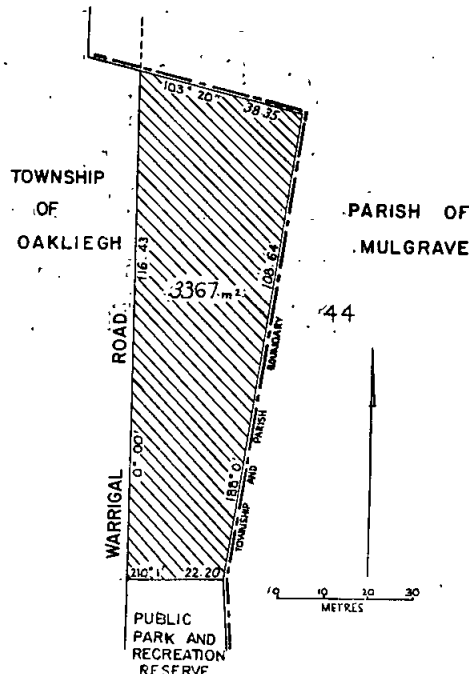 103° 20'
38.35
TOWNSHIP
OF
OAKLIEGH
PARISH OF
MULGRAVE
116.43
3367 m²
108.64
44
WARRIGAL ROAD
0° 00'
188° 0'
TOWNSHIP AND PARISH BOUNDARY
210° 1'
22.20
PUBLIC
PARK AND
RECREATION
RESERVE
10 0 10 20 30
METRES